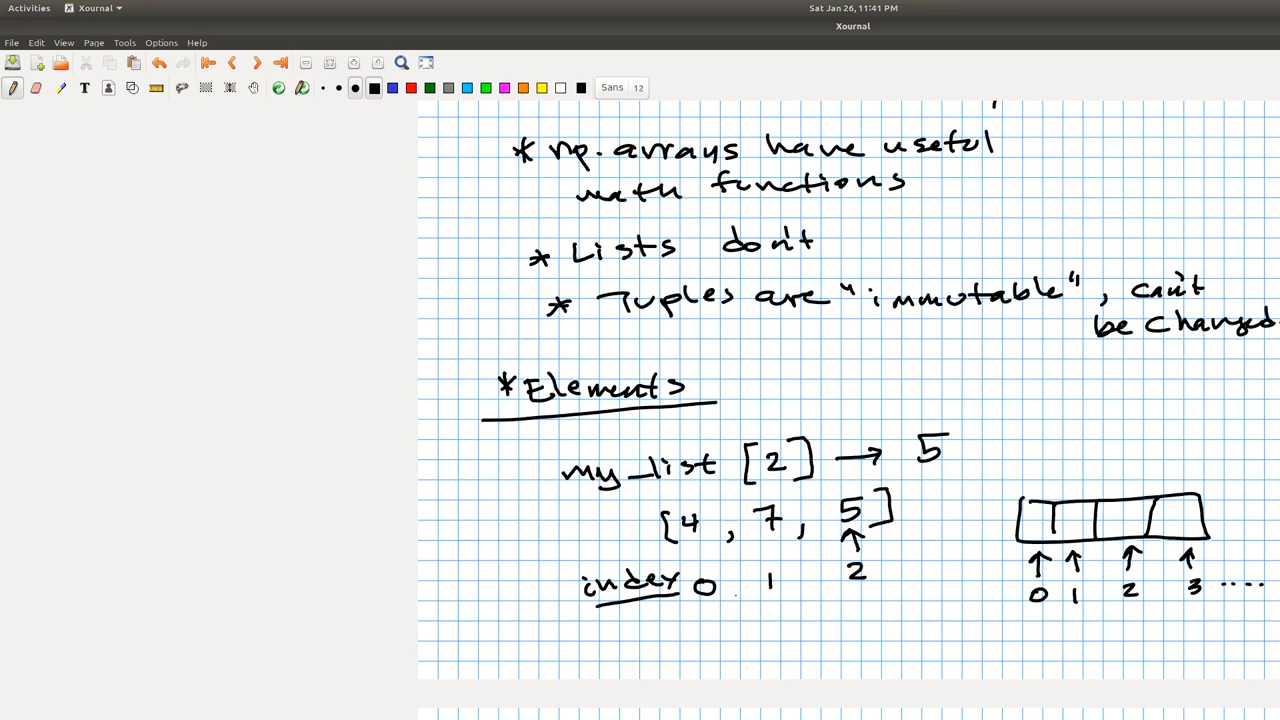 Activities Xournal Sat Jan 26, 11:41 PM
Xournal
File Edit View Page Tools Options Help
Sans 12
* np. arrays have useful
math functions
* Lists don't
* Tuples are "immutable", can't
be changed
* Elements
my_list [2] → 5
[4, 7, 5]
index 0 1 2
0 1 2 3 ....